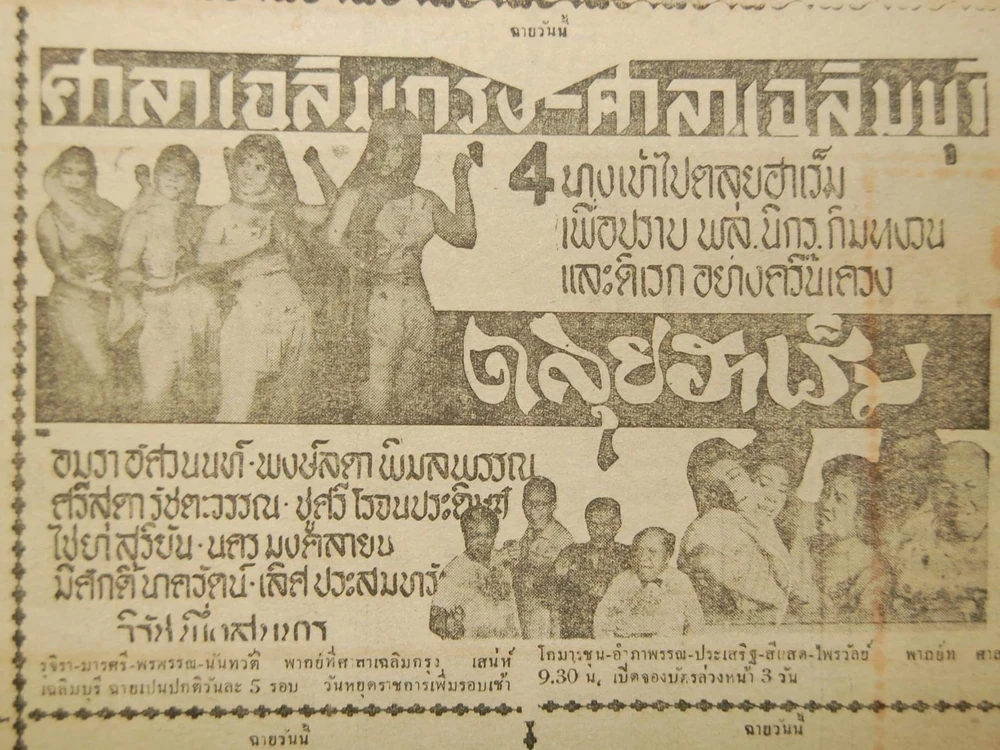 ฉายวันนี้
ศาลาเฉลิมกรุง-ศาลาเฉลิมบุรี
4 นางเข้าไปตลุยฮาเร็ม
เพื่อปราบ พล.นิกร.กิมหงวน
และดิเรก อย่างครื้นเครง
ตลุยฮาเร็ม
อมรา อัศวนนท์·พงษ์ลดา พิมลพรรณ
ศรีสุดา รัชตะวรรณ·ชูศรี โรจนประดิษฐ์
ไชยา สุริยัน·นคร มงคลายน
มีศักดิ์ นาครัตน์·เลิศ ประสมทรัพ
รุจิรา-มารศรี-พรพรรณ-นันทวดี พากย์ที่ศาลาเฉลิมกรุง เสน่ห์
โกมารชุน-อำภาพรรณ-ประเสริฐ-สีแสด-ไพรวัลย์ พากย์ที่ ศาลา
เฉลิมบุรี ฉายเป็นปกติวันละ 5 รอบ วันหยุดราชการเพิ่มรอบเช้า
9.30 น. เปิดจองบัตรล่วงหน้า 3 วัน
ฉายวันนี้
ฉายวันนี้